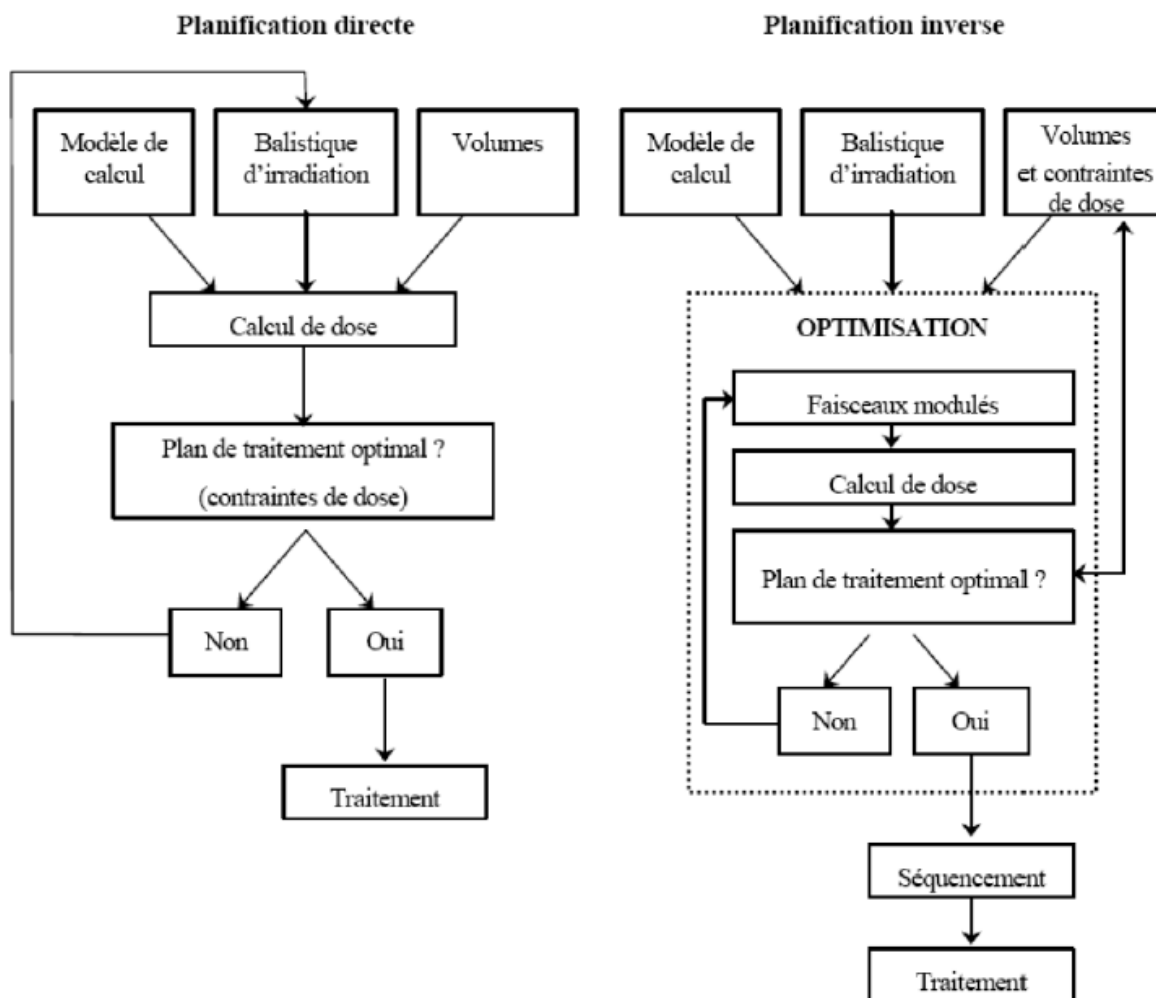 Planification directe
Modèle de
calcul
Balistique
d'irradiation
Volumes
Calcul de dose
Plan de traitement optimal ?
(contraintes de dose)
Non
Oui
Traitement
Planification inverse
Modèle de
calcul
Balistique
d'irradiation
Volumes
et contraintes
de dose
OPTIMISATION
Faisceaux modulés
Calcul de dose
Plan de traitement optimal ?
Non
Oui
Séquencement
Traitement